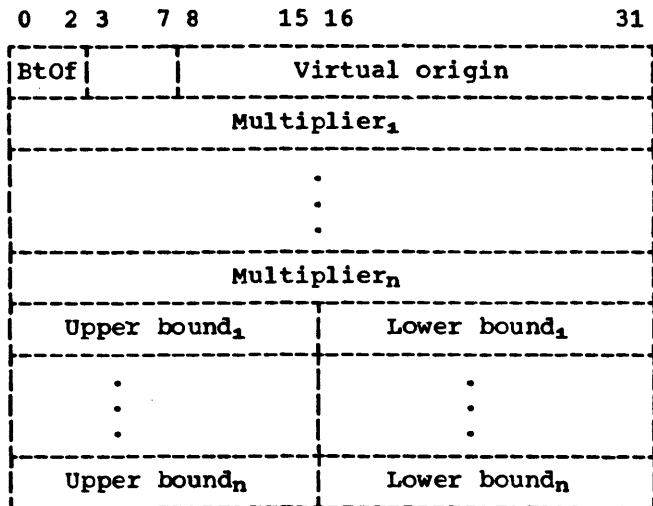 0 2 3 7 8 15 16 31
BtOf Virtual origin
Multiplier₁
.
.
.
Multiplierₙ
Upper bound₁ Lower bound₁
. .
. .
. .
Upper boundₙ Lower boundₙ